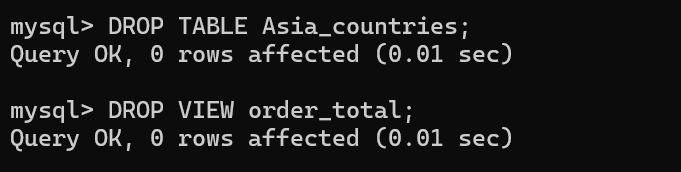 mysql> DROP TABLE Asia_countries;
Query OK, 0 rows affected (0.01 sec)
mysql> DROP VIEW order_total;
Query OK, 0 rows affected (0.01 sec)